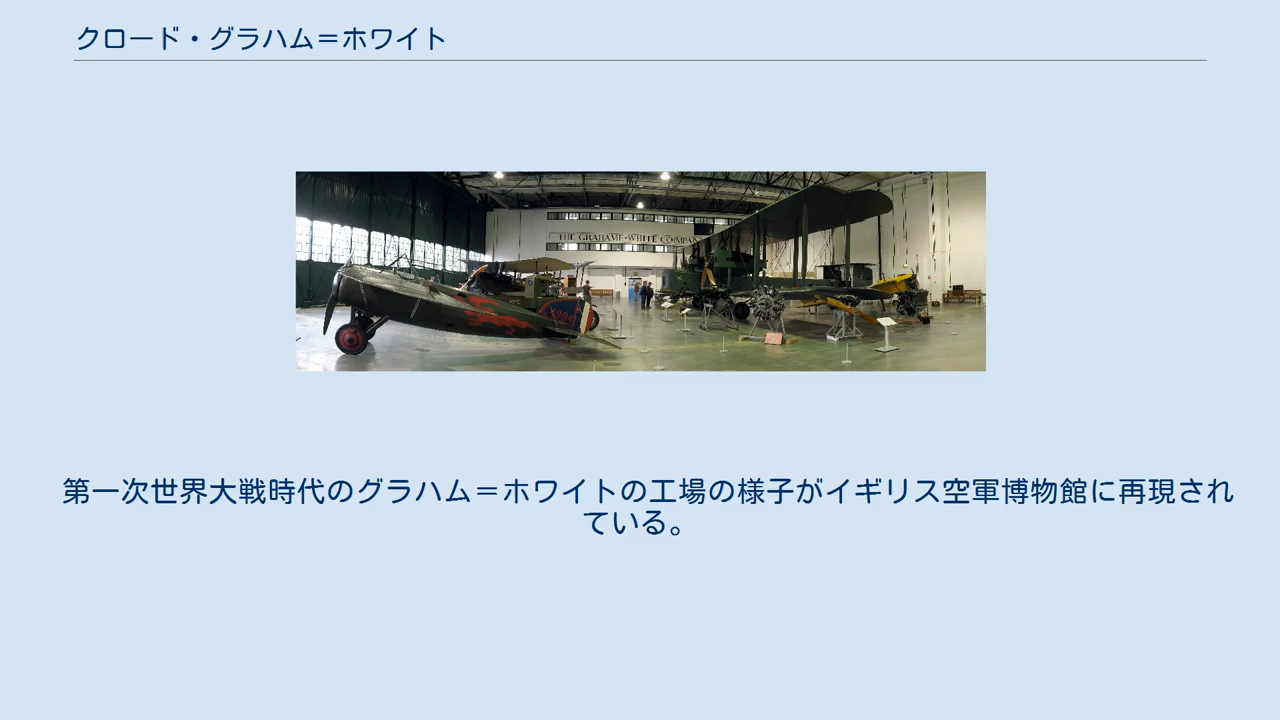 クロード・グラハム＝ホワイト
THE GRAHAME-WHITE COMPAN
第一次世界大戦時代のグラハム＝ホワイトの工場の様子がイギリス空軍博物館に再現され
ている。